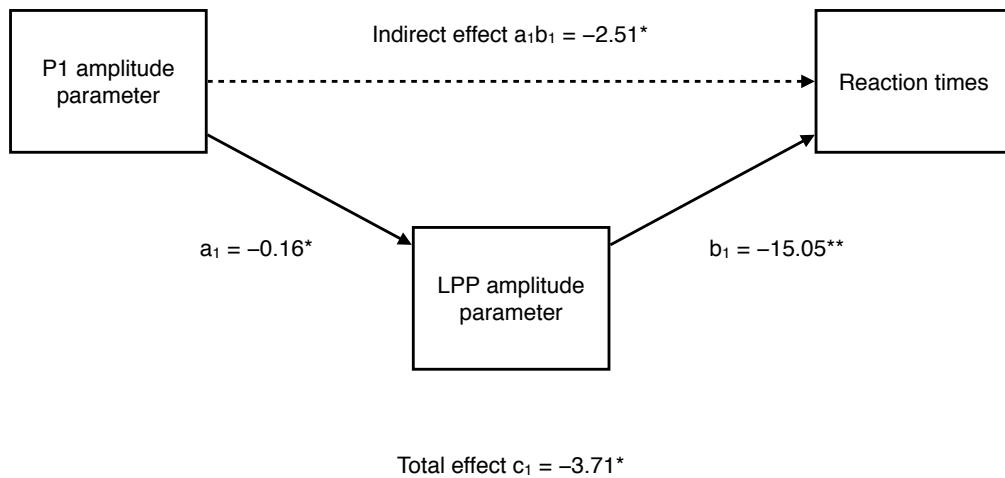 Indirect effect a₁b₁ = −2.51*
P1 amplitude
parameter
Reaction times
a₁ = −0.16*
b₁ = −15.05**
LPP amplitude
parameter
Total effect c₁ = −3.71*